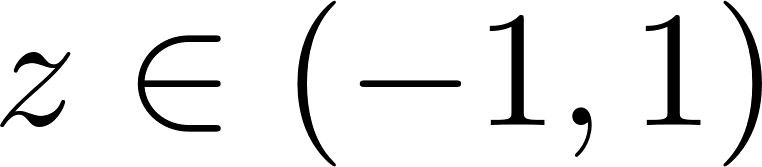 z ∈ (−1, 1)